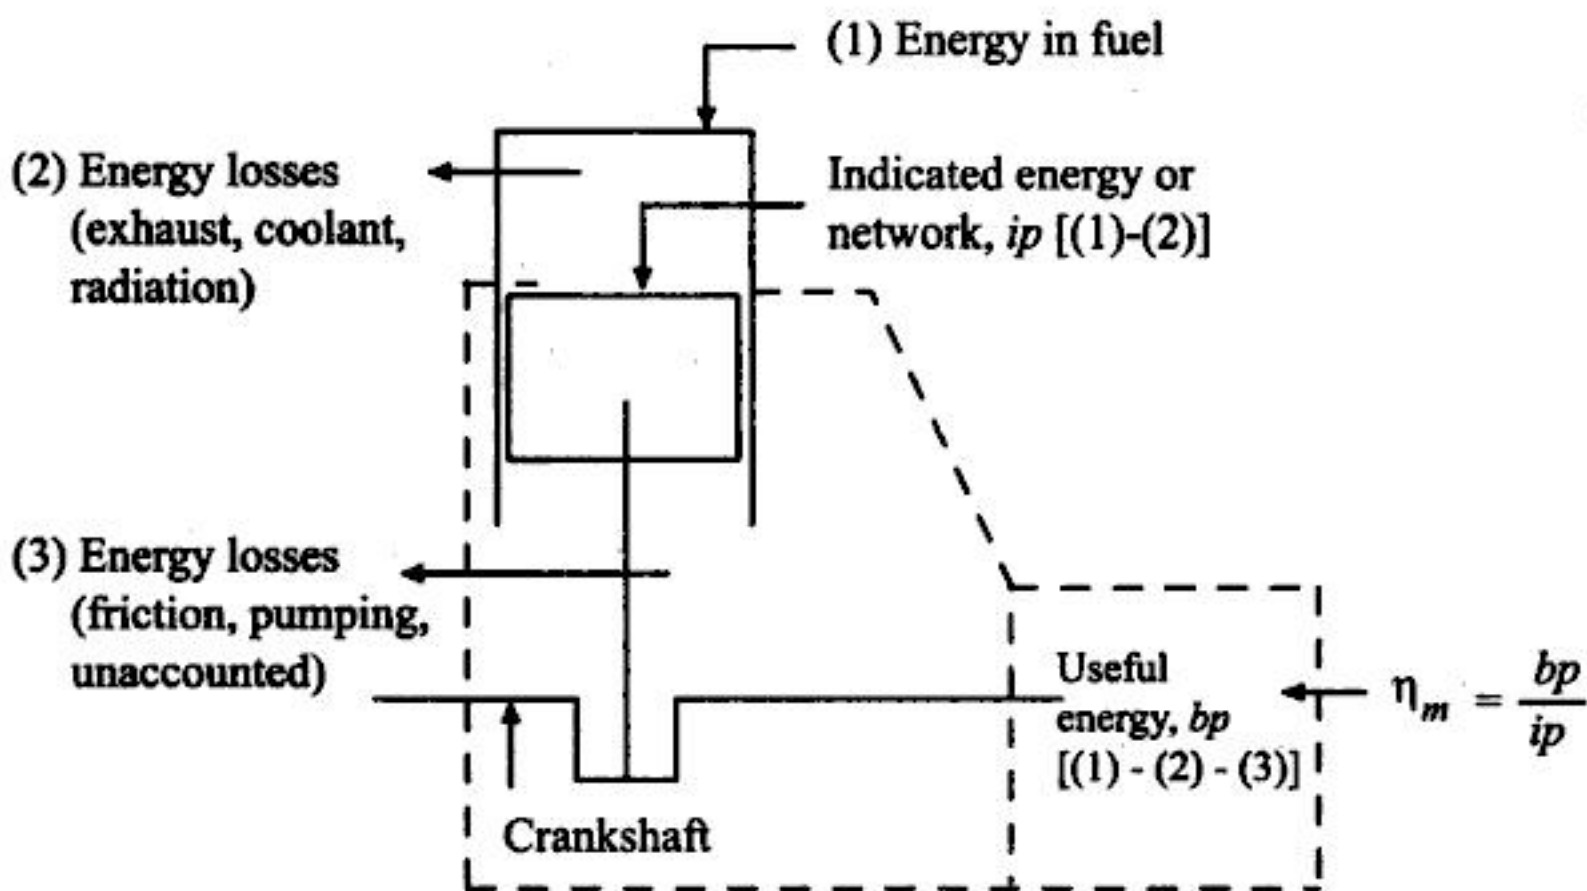 (1) Energy in fuel
(2) Energy losses
(exhaust, coolant,
radiation)
Indicated energy or
network, ip [(1)-(2)]
(3) Energy losses
(friction, pumping,
unaccounted)
Useful
energy, bp
[(1) - (2) - (3)]
η_m = bp/ip
Crankshaft